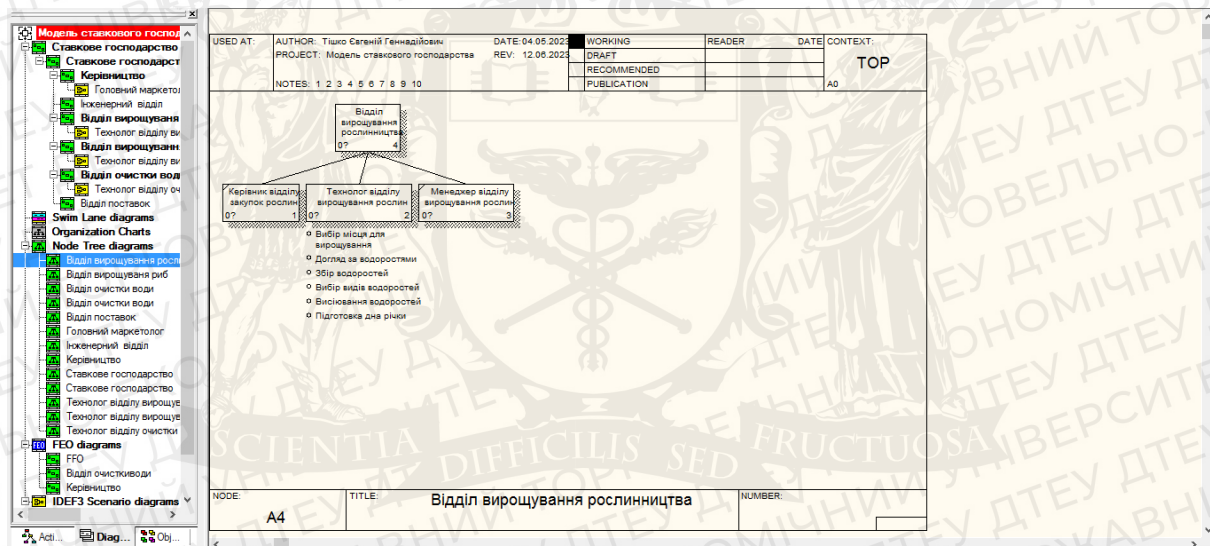 Модель ставкового господ
Ставкове господарство
Ставкове господарст
Керівництво
Головний маркетол
Інженерний відділ
Відділ вирощуваня
Технолог відділу ви
Відділ вирощуванн
Технолог відділу ви
Відділ очистки вод
Технолог відділу оч
Відділ поставок
Swim Lane diagrams
Organization Charts
Node Tree diagrams
Відділ вирощування росл
Відділ вирощуваня риб
Відділ очистки води
Відділ очистки води
Відділ поставок
Головний маркетолог
Інженерний відділ
Керівництво
Ставкове господарство
Ставкове господарство
Технолог відділу вирощув
Технолог відділу вирощув
Технолог відділу очистки
FEO diagrams
FFO
Відділ очисткиводи
Керівництво
IDEF3 Scenario diagrams
Acti... Diag... Obj...
USED AT: AUTHOR: Тішко Євгеній Геннадійович DATE: 04.05.2023 WORKING READER DATE CONTEXT:
PROJECT: Модель ставкового господарства REV: 12.06.2023 DRAFT
TOP
RECOMMENDED
NOTES: 1 2 3 4 5 6 7 8 9 10 PUBLICATION A0
Відділ
вирощування
рослинництва
0? 4
Керівник відділу
закупок рослин
0? 1
Технолог відділу
вирощування рослин
0? 2
Менеджер відділу
вирощування рослин
0? 3
Вибір місця для
вирощування
Догляд за водоростями
Збір водоростей
Вибір видів водоростей
Висіювання водоростей
Підготовка дна річки
SCIENTIA DIFFICILIS SED FRUCTUOSA
NODE: TITLE: Відділ вирощування рослинництва NUMBER:
A4